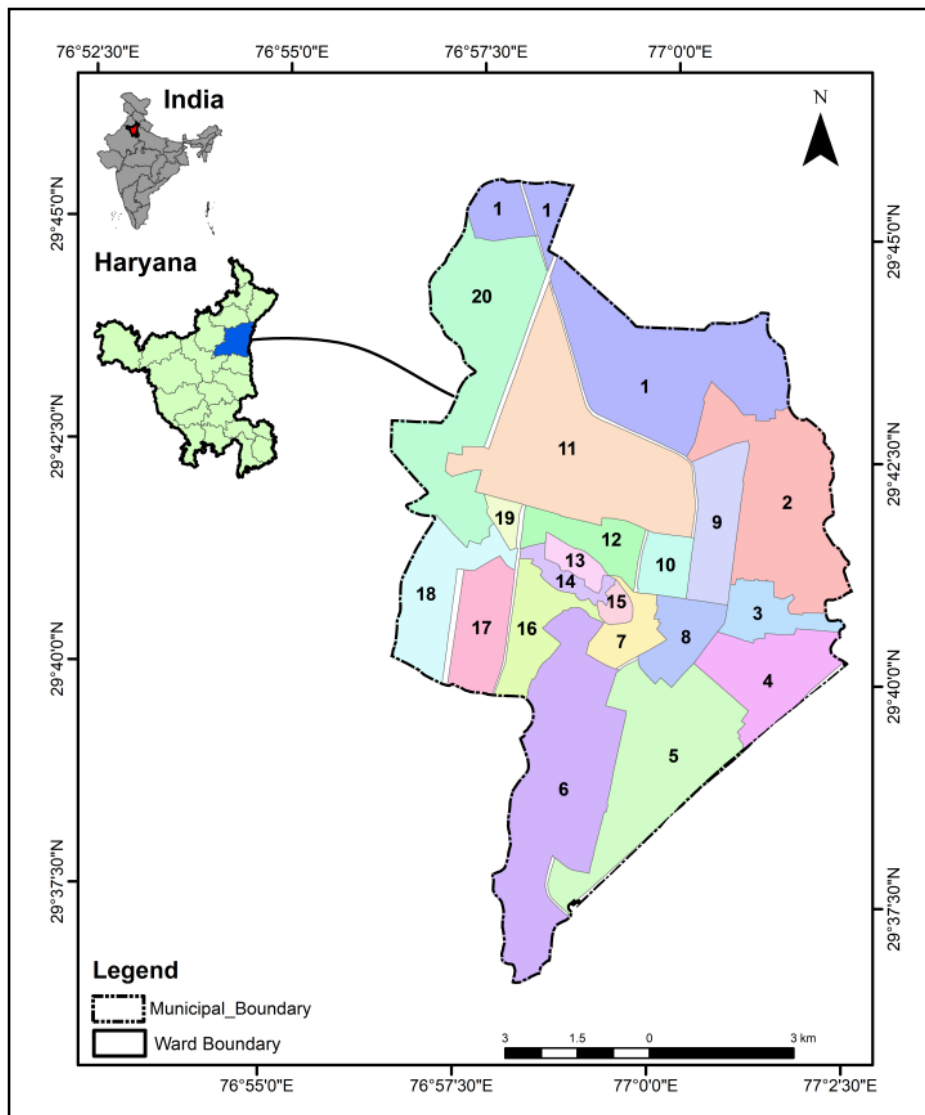 76°52'30"E 76°55'0"E 76°57'30"E 77°0'0"E
India
N
29°45'0"N
29°45'0"N
1 1
Haryana
20
1
29°42'30"N
11
29°42'30"N
2
9
19
12
10
13
14
18
15
3
17
16
7
8
29°40'0"N
4
29°40'0"N
5
6
29°37'30"N
29°37'30"N
Legend
Municipal_Boundary
Ward Boundary
3 1.5 0 3 km
76°55'0"E 76°57'30"E 77°0'0"E 77°2'30"E